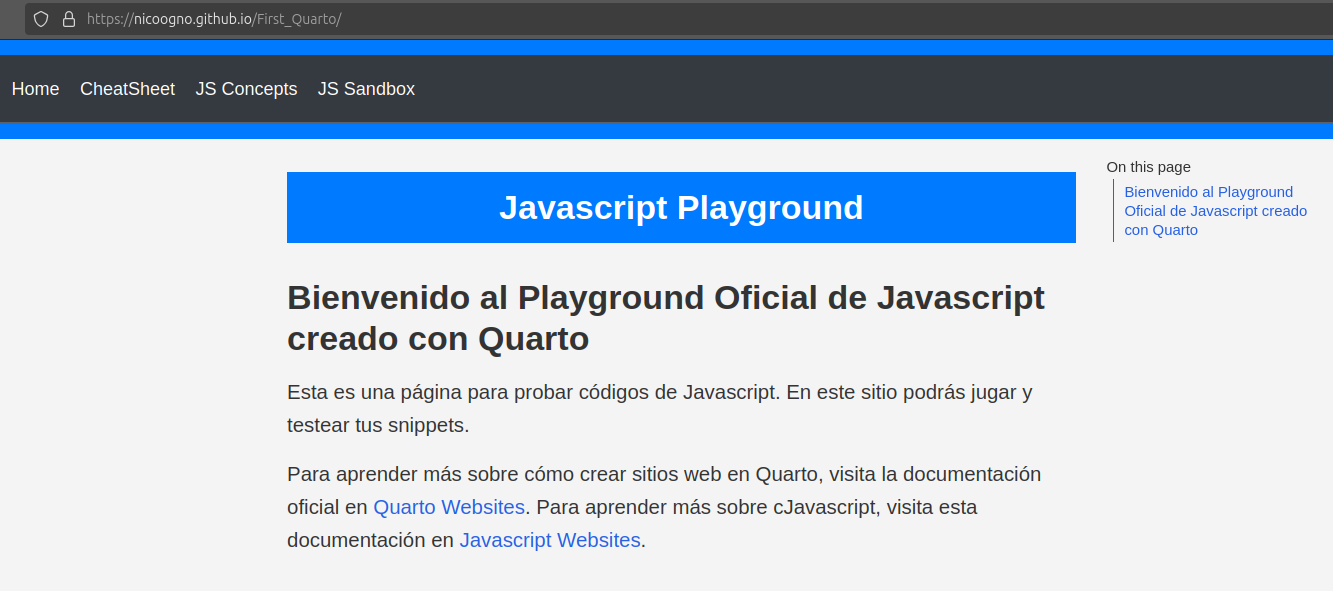 https://nicoogno.github.io/First_Quarto/
Home CheatSheet JS Concepts JS Sandbox
Javascript Playground
On this page
Bienvenido al Playground
Oficial de Javascript creado
con Quarto
Bienvenido al Playground Oficial de Javascript
creado con Quarto
Esta es una página para probar códigos de Javascript. En este sitio podrás jugar y
testear tus snippets.
Para aprender más sobre cómo crear sitios web en Quarto, visita la documentación
oficial en Quarto Websites. Para aprender más sobre cJavascript, visita esta
documentación en Javascript Websites.